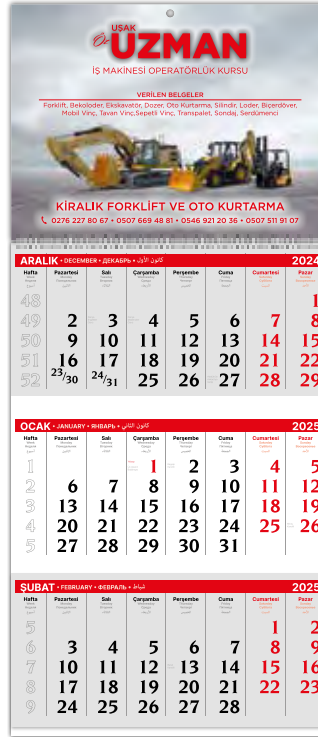 UŞAK
Öz UZMAN
İŞ MAKİNESİ OPERATÖRLÜK KURSU
VERİLEN BELGELER
Forklift, Bekoloder, Ekskavatör, Dozer, Oto Kurtarma, Silindir, Loder, Biçerdöver,
Mobil Vinç, Tavan Vinç,Sepetli Vinç, Transpalet, Sondaj, Serdümenci
KİRALIK FORKLİFT VE OTO KURTARMA
0276 227 80 67 • 0507 669 48 81 • 0546 921 20 36 • 0507 511 91 07
ARALIK • DECEMBER • ДЕКАБРЬ • كانون الأول 2024
Hafta Pazartesi Salı Çarşamba Perşembe Cuma Cumartesi Pazar
48 1
49 2 3 4 5 6 7 8
50 9 10 11 12 13 14 15
51 16 17 18 19 20 21 22
52 23/30 24/31 25 26 27 28 29
OCAK • JANUARY • ЯНВАРЬ • كانون الثاني 2025
Hafta Pazartesi Salı Çarşamba Perşembe Cuma Cumartesi Pazar
1 1 2 3 4 5
2 6 7 8 9 10 11 12
3 13 14 15 16 17 18 19
4 20 21 22 23 24 25 26
5 27 28 29 30 31
ŞUBAT • FEBRUARY • ФЕВРАЛЬ • شباط 2025
Hafta Pazartesi Salı Çarşamba Perşembe Cuma Cumartesi Pazar
5 1 2
6 3 4 5 6 7 8 9
7 10 11 12 13 14 15 16
8 17 18 19 20 21 22 23
9 24 25 26 27 28